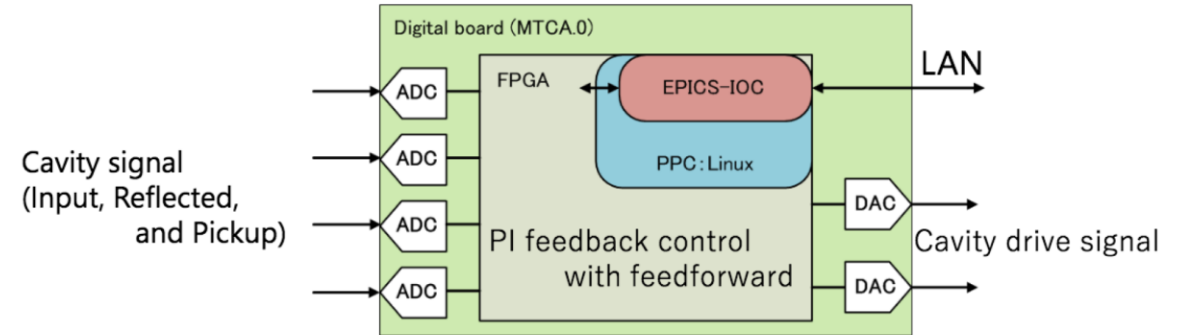 Digital board (MTCA.0)
LAN
FPGA
EPICS-IOC
ADC
ADC
PPC:Linux
Cavity signal
(Input, Reflected,
and Pickup)
ADC
DAC
PI feedback control
with feedforward
Cavity drive signal
ADC
DAC